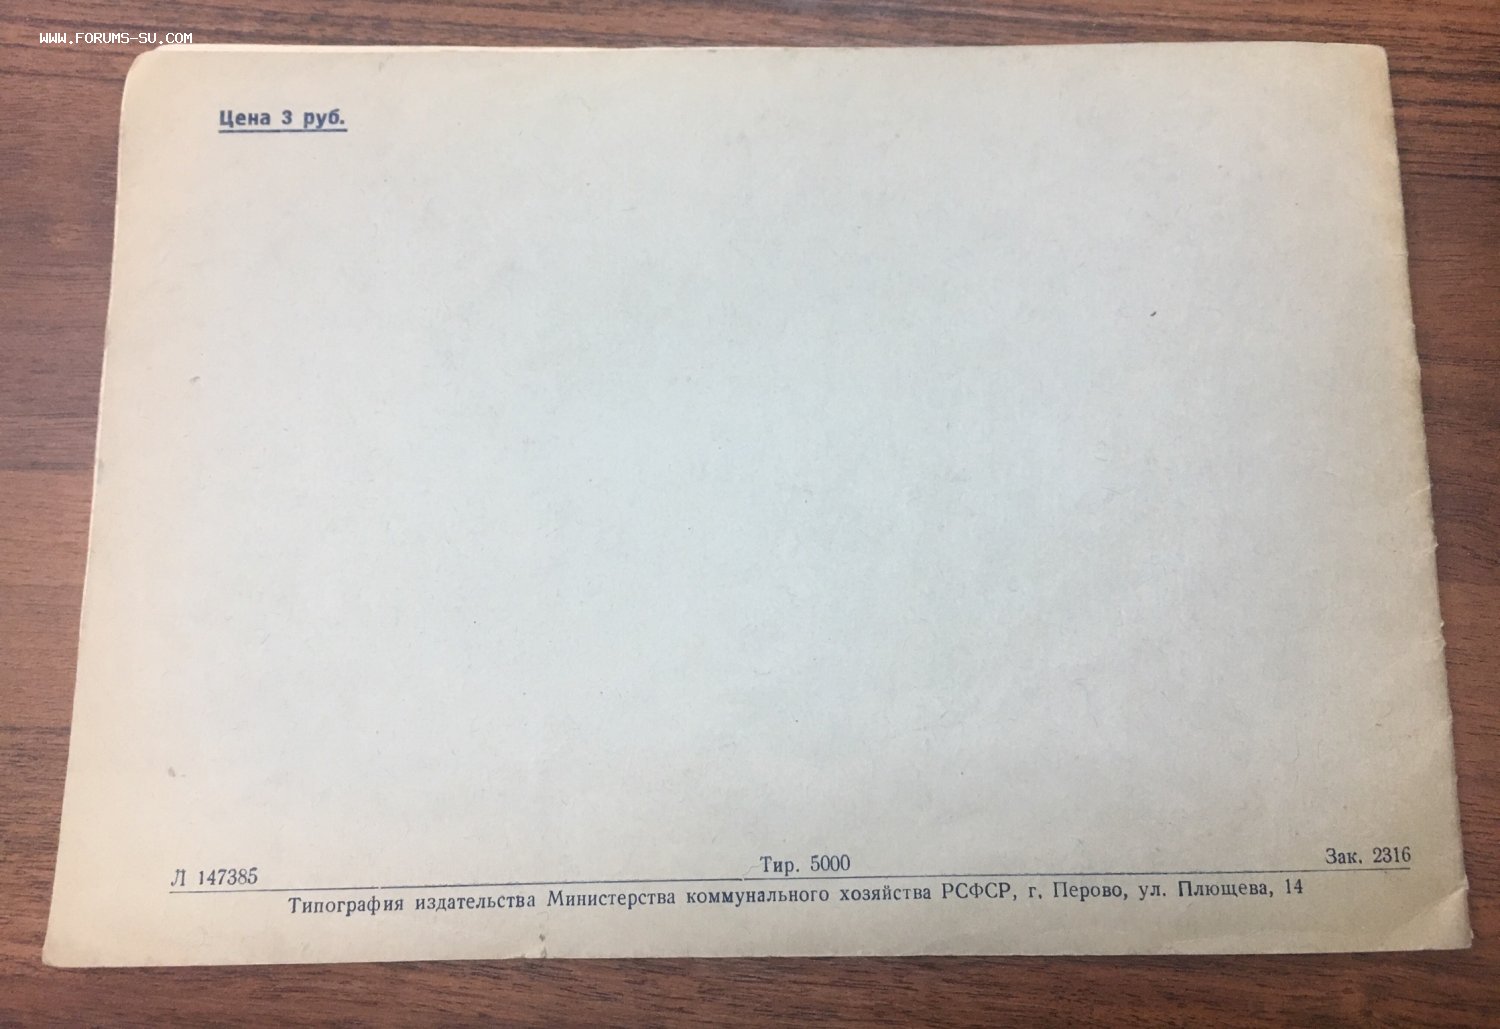 www.forums-su.com
Цена 3 руб.
Л 147385 Тир. 5000 Зак. 2316
Типография издательства Министерства коммунального хозяйства РСФСР, г. Перово, ул. Плющева, 14